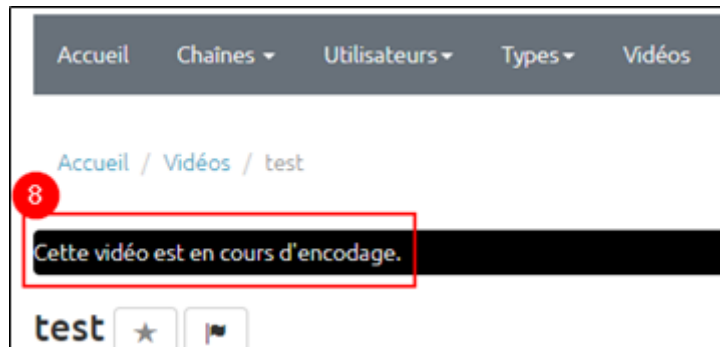 Accueil Chaînes Utilisateurs Types Vidéos
Accueil / Vidéos / test
8
Cette vidéo est en cours d'encodage.
test